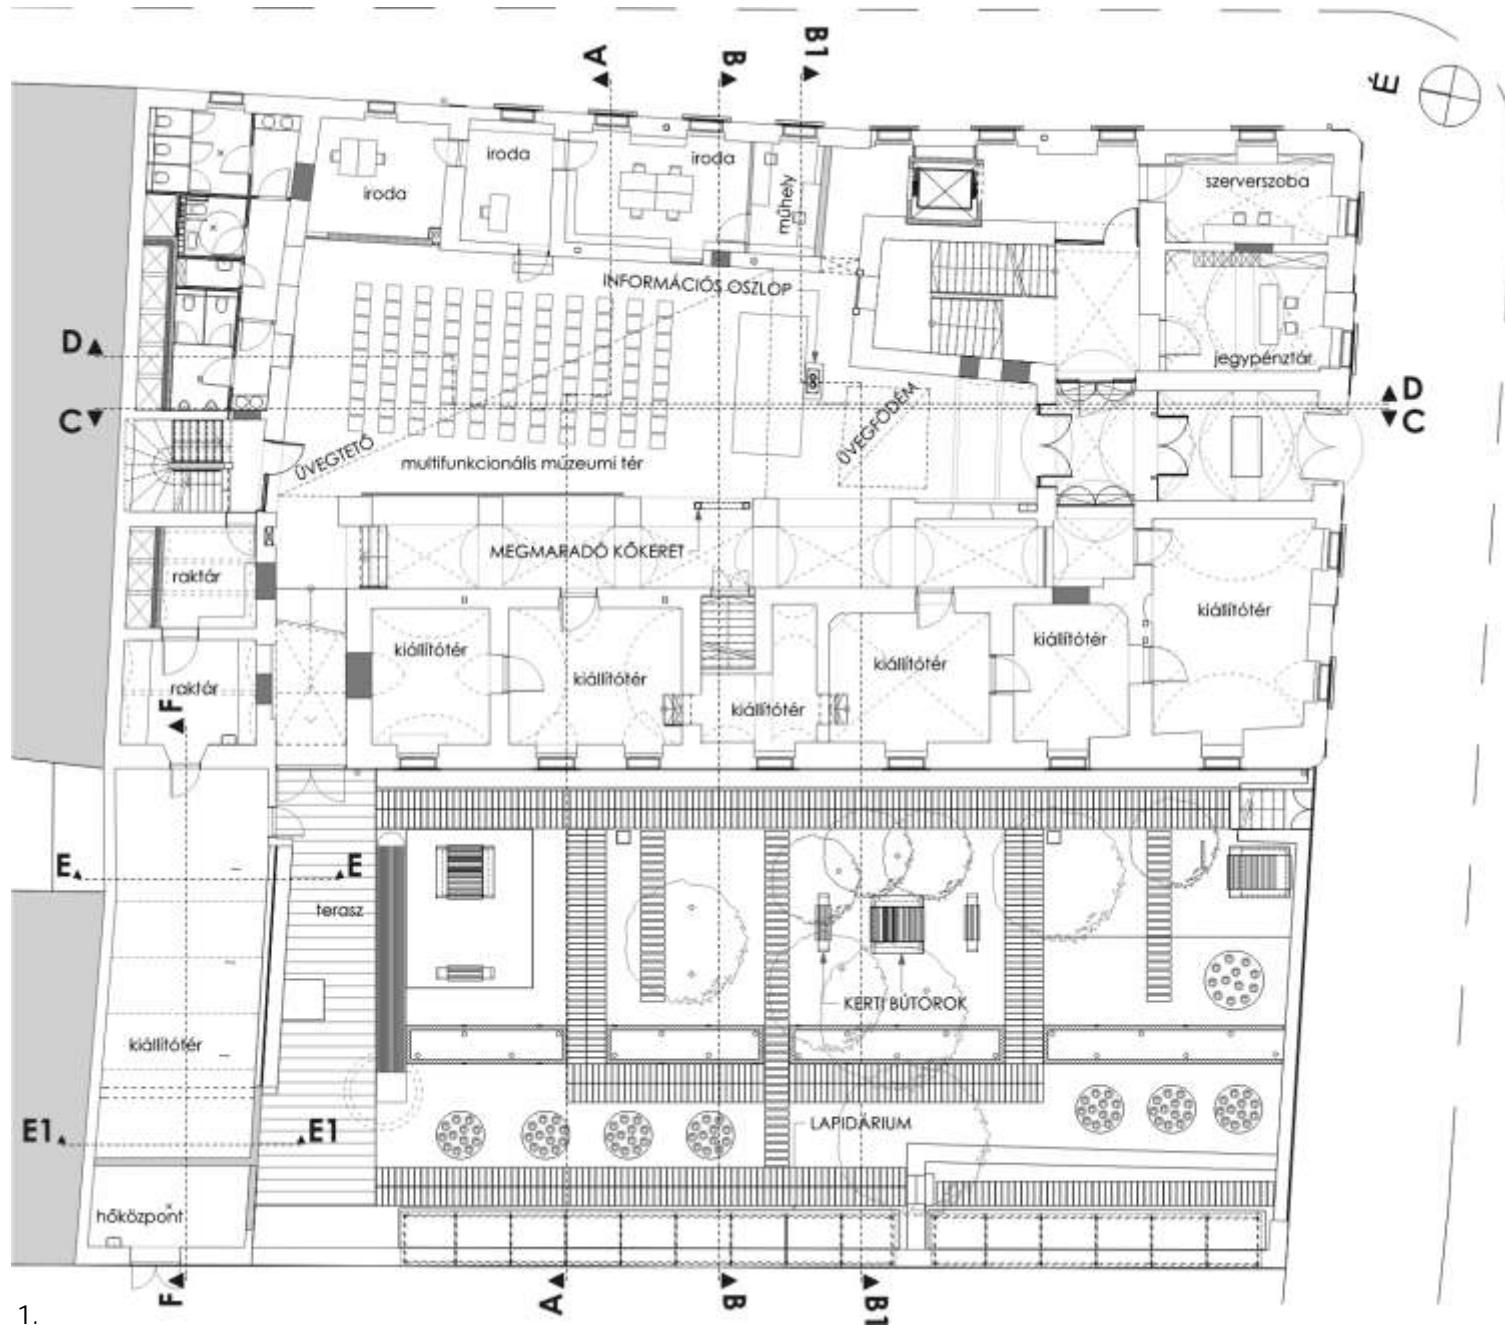 A
B
B1
É
iroda
iroda
iroda
műhely
szerverszoba
INFORMÁCIÓS OSZLOP
D
jegypénztár
D
C
C
ÜVEGTETŐ
ÜVEGFÖDÉM
multifunkcionális múzeumi tér
MEGMARADÓ KŐKERET
raktár
kiállítótér
kiállítótér
kiállítótér
kiállítótér
kiállítótér
kiállítótér
raktár
F
E
E
terasz
KERTI BÚTOROK
kiállítótér
E1
E1
LAPIDÁRIUM
hőközpont
F
A
B
B1
1.